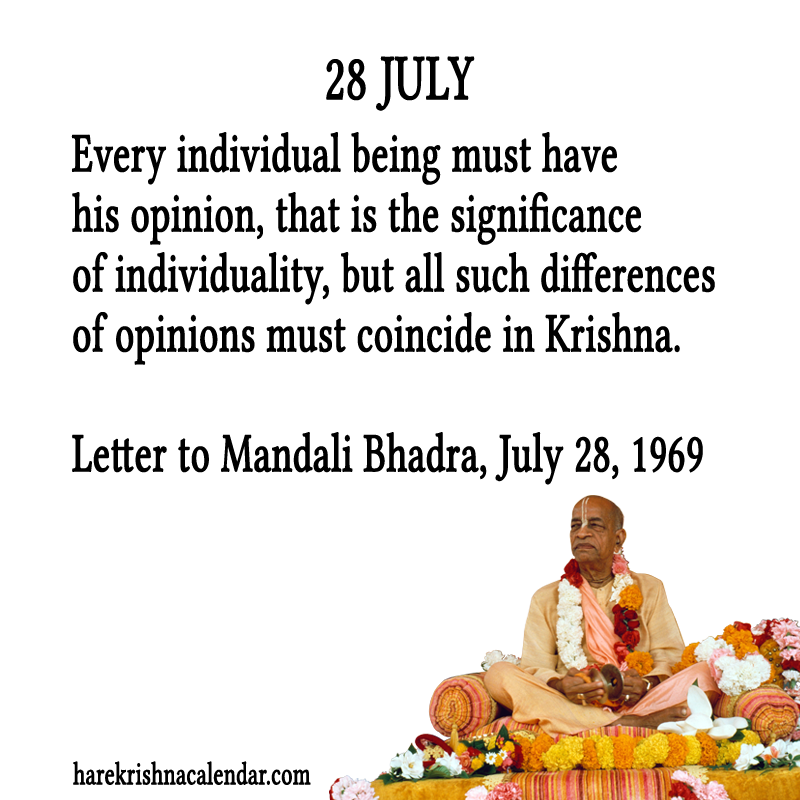 28 JULY
Every individual being must have
his opinion, that is the significance
of individuality, but all such differences
of opinions must coincide in Krishna.
Letter to Mandali Bhadra, July 28, 1969
harekrishnacalendar.com